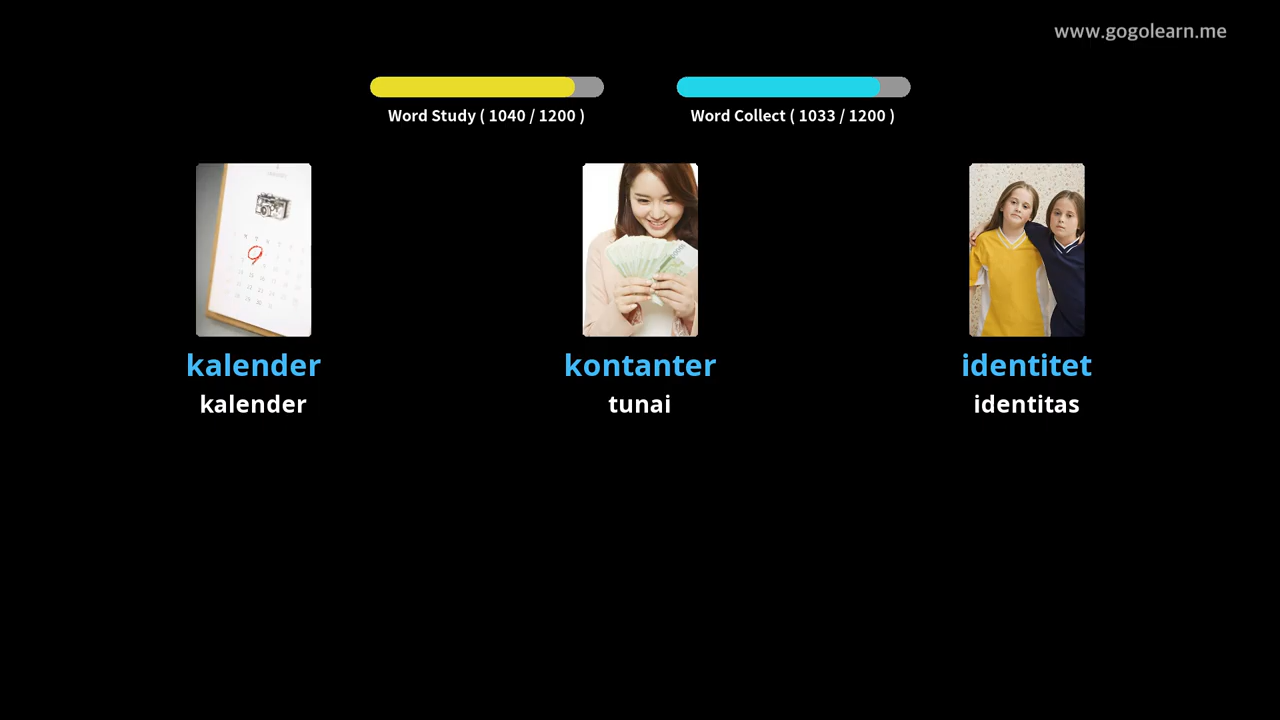 www.gogolearn.me
Word Study ( 1040 / 1200 )
Word Collect ( 1033 / 1200 )
kalender
kontanter
identitet
kalender
tunai
identitas